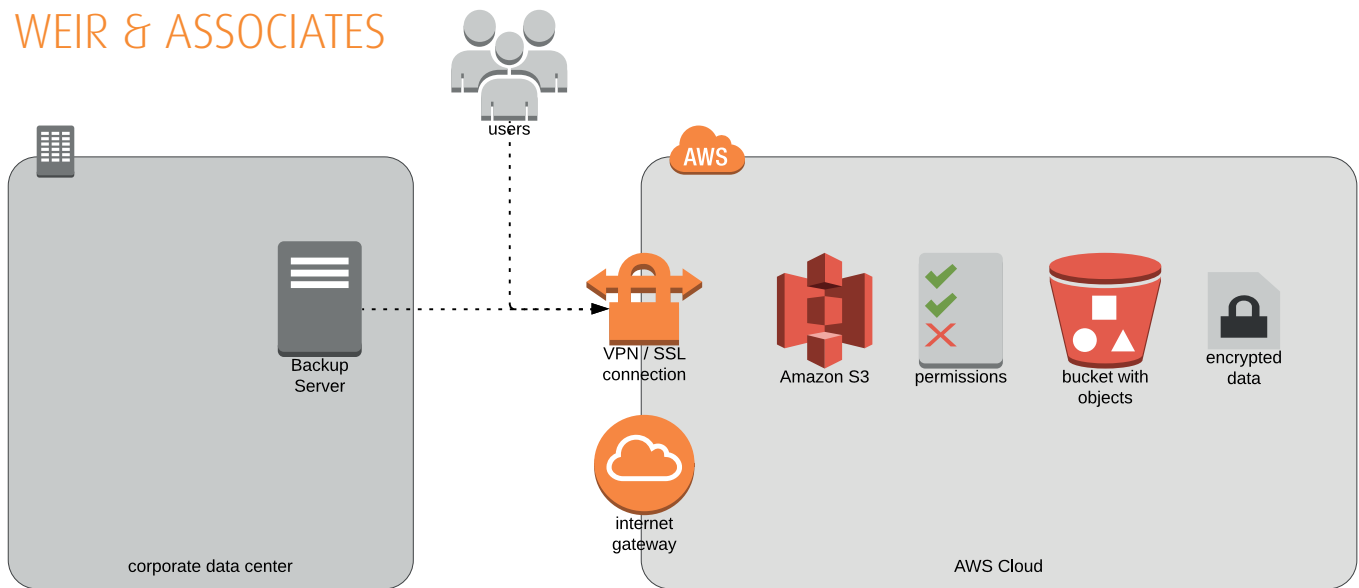 WEIR & ASSOCIATES
users
AWS
Backup
Server
VPN / SSL
connection
Amazon S3
permissions
bucket with
objects
encrypted
data
internet
gateway
corporate data center
AWS Cloud